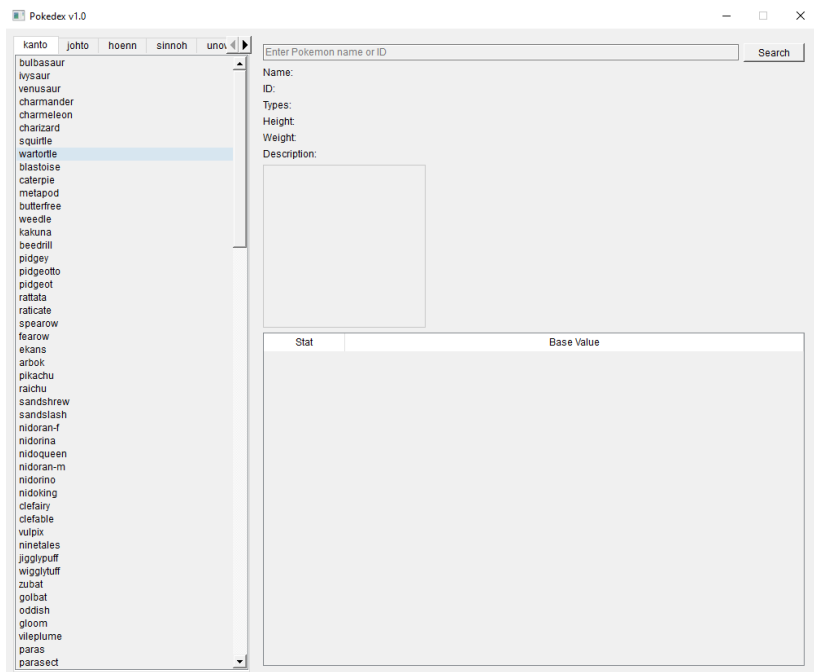 Pokedex v1.0
kanto johto hoenn sinnoh
Enter Pokemon name or ID Search
Name:
ID:
Types:
Height:
Weight:
Description:
Stat Base Value
bulbasaur
ivysaur
venusaur
charmander
charmeleon
charizard
squirtle
wartortle
blastoise
caterpie
metapod
butterfree
weedle
kakuna
beedrill
pidgey
pidgeotto
pidgeot
rattata
raticate
spearow
fearow
ekans
arbok
pikachu
raichu
sandshrew
sandslash
nidoran-f
nidorina
nidoqueen
nidoran-m
nidorino
nidoking
clefairy
clefable
vulpix
ninetales
jigglypuff
wigglytuff
zubat
golbat
oddish
gloom
vileplume
paras
parasect